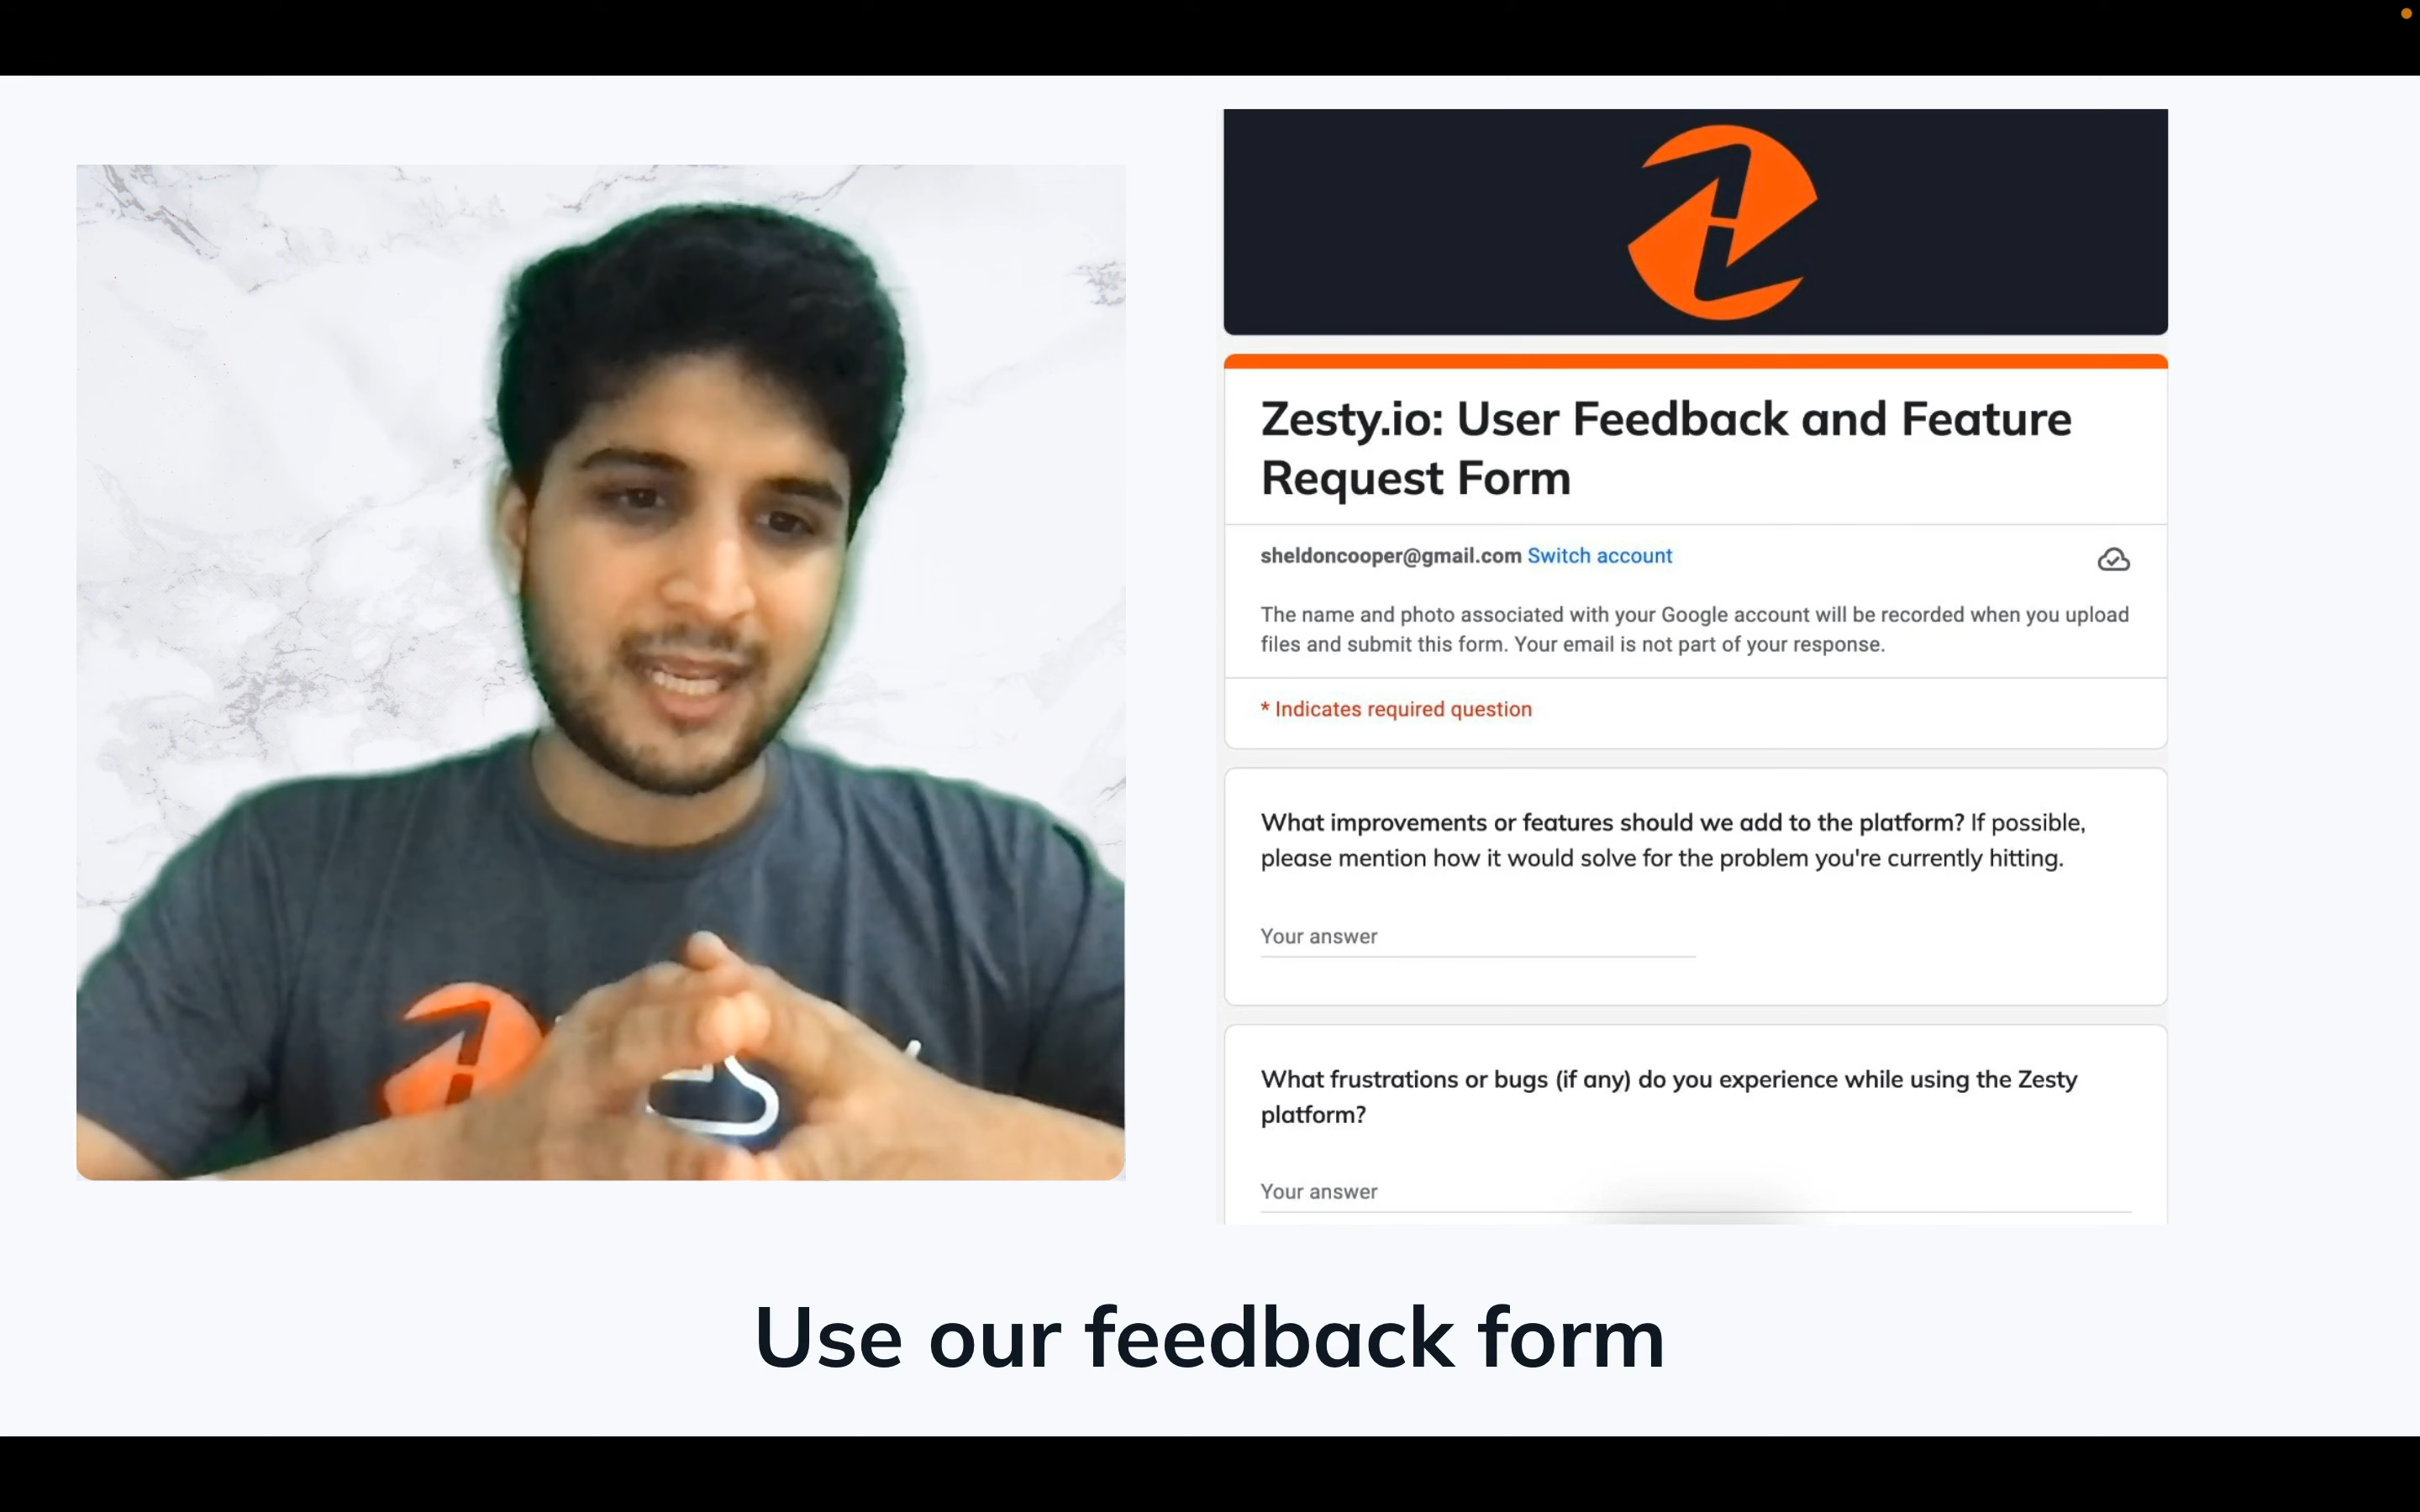 Zesty.io: User Feedback and Feature
Request Form
sheldoncooper@gmail.com Switch account
The name and photo associated with your Google account will be recorded when you upload
files and submit this form. Your email is not part of your response.
* Indicates required question
What improvements or features should we add to the platform? If possible,
please mention how it would solve for the problem you're currently hitting.
Your answer
What frustrations or bugs (if any) do you experience while using the Zesty
platform?
Your answer
Use our feedback form